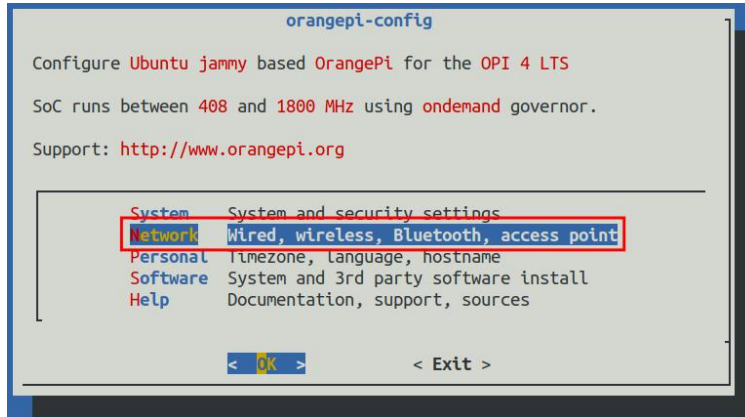 orangepi-config
Configure Ubuntu jammy based OrangePi for the OPI 4 LTS
SoC runs between 408 and 1800 MHz using ondemand governor.
Support: http://www.orangepi.org
System System and security settings
Network Wired, wireless, Bluetooth, access point
Personal Timezone, language, hostname
Software System and 3rd party software install
Help Documentation, support, sources
< OK > < Exit >